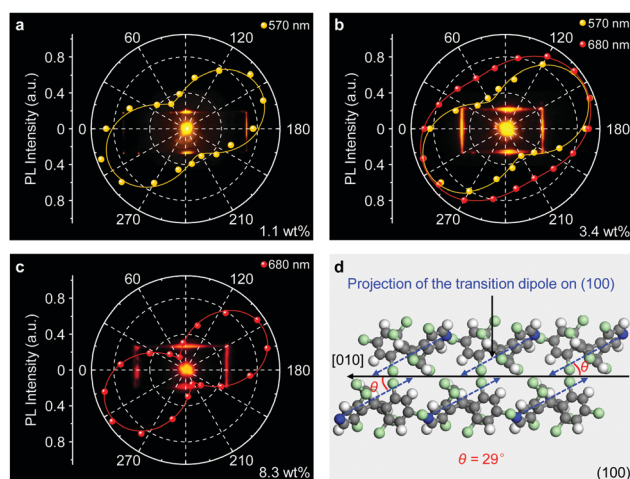 a
570 nm
PL Intensity (a.u.)
0.8
0.4
0
0.4
0.8
60
120
180
210
270
1.1 wt%
b
570 nm
680 nm
PL Intensity (a.u.)
0.8
0.4
0
0.4
0.8
60
120
180
210
270
3.4 wt%
c
680 nm
PL Intensity (a.u.)
0.8
0.4
0
0.4
0.8
60
120
180
210
270
8.3 wt%
d
Projection of the transition dipole on (100)
[010]
θ
θ
θ = 29°
(100)